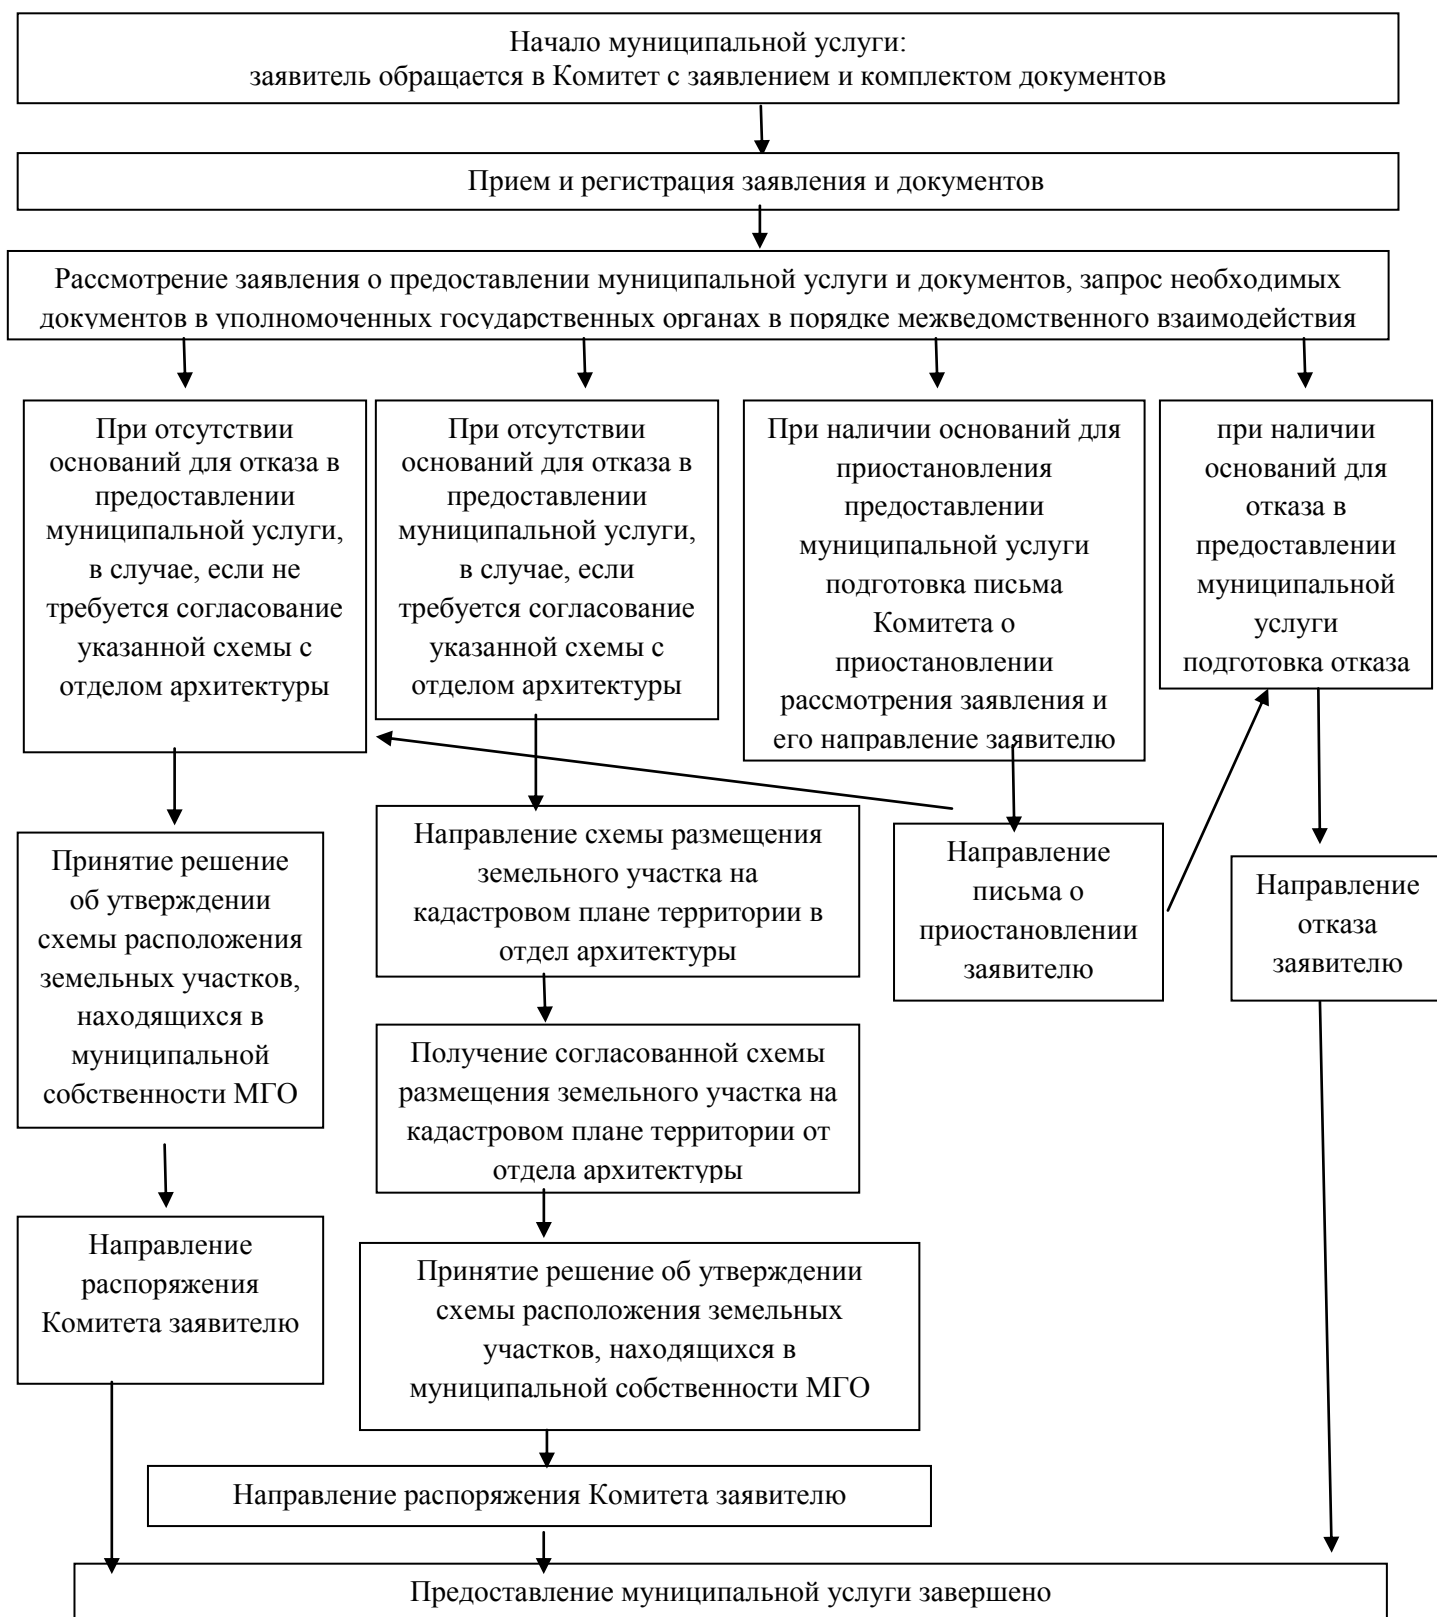 Начало муниципальной услуги:
заявитель обращается в Комитет с заявлением и комплектом документов
Прием и регистрация заявления и документов
Рассмотрение заявления о предоставлении муниципальной услуги и документов, запрос необходимых
документов в уполномоченных государственных органах в порядке межведомственного взаимодействия
При отсутствии
оснований для отказа в
предоставлении
муниципальной услуги,
в случае, если не
требуется согласование
указанной схемы с
отделом архитектуры
При отсутствии
оснований для отказа в
предоставлении
муниципальной услуги,
в случае, если
требуется согласование
указанной схемы с
отделом архитектуры
При наличии оснований для
приостановления
предоставлении
муниципальной услуги
подготовка письма
Комитета о
приостановлении
рассмотрения заявления и
его направление заявителю
при наличии
оснований для
отказа в
предоставлении
муниципальной
услуги
подготовка отказа
Принятие решение
об утверждении
схемы расположения
земельных участков,
находящихся в
муниципальной
собственности МГО
Направление схемы размещения
земельного участка на
кадастровом плане территории в
отдел архитектуры
Направление
письма о
приостановлении
заявителю
Направление
отказа
заявителю
Получение согласованной схемы
размещения земельного участка на
кадастровом плане территории от
отдела архитектуры
Направление
распоряжения
Комитета заявителю
Принятие решение об утверждении
схемы расположения земельных
участков, находящихся в
муниципальной собственности МГО
Направление распоряжения Комитета заявителю
Предоставление муниципальной услуги завершено